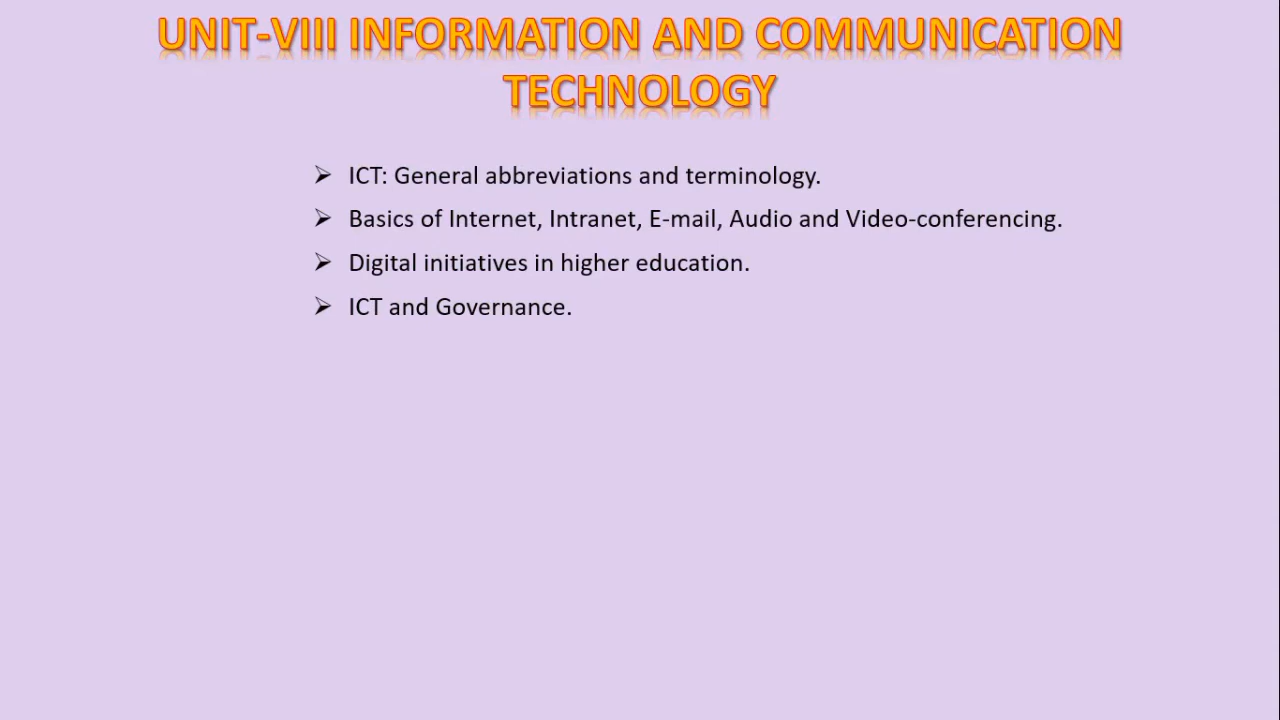 UNIT-VIII INFORMATION AND COMMUNICATION
TECHNOLOGY
➢ ICT: General abbreviations and terminology.
➢ Basics of Internet, Intranet, E-mail, Audio and Video-conferencing.
➢ Digital initiatives in higher education.
➢ ICT and Governance.